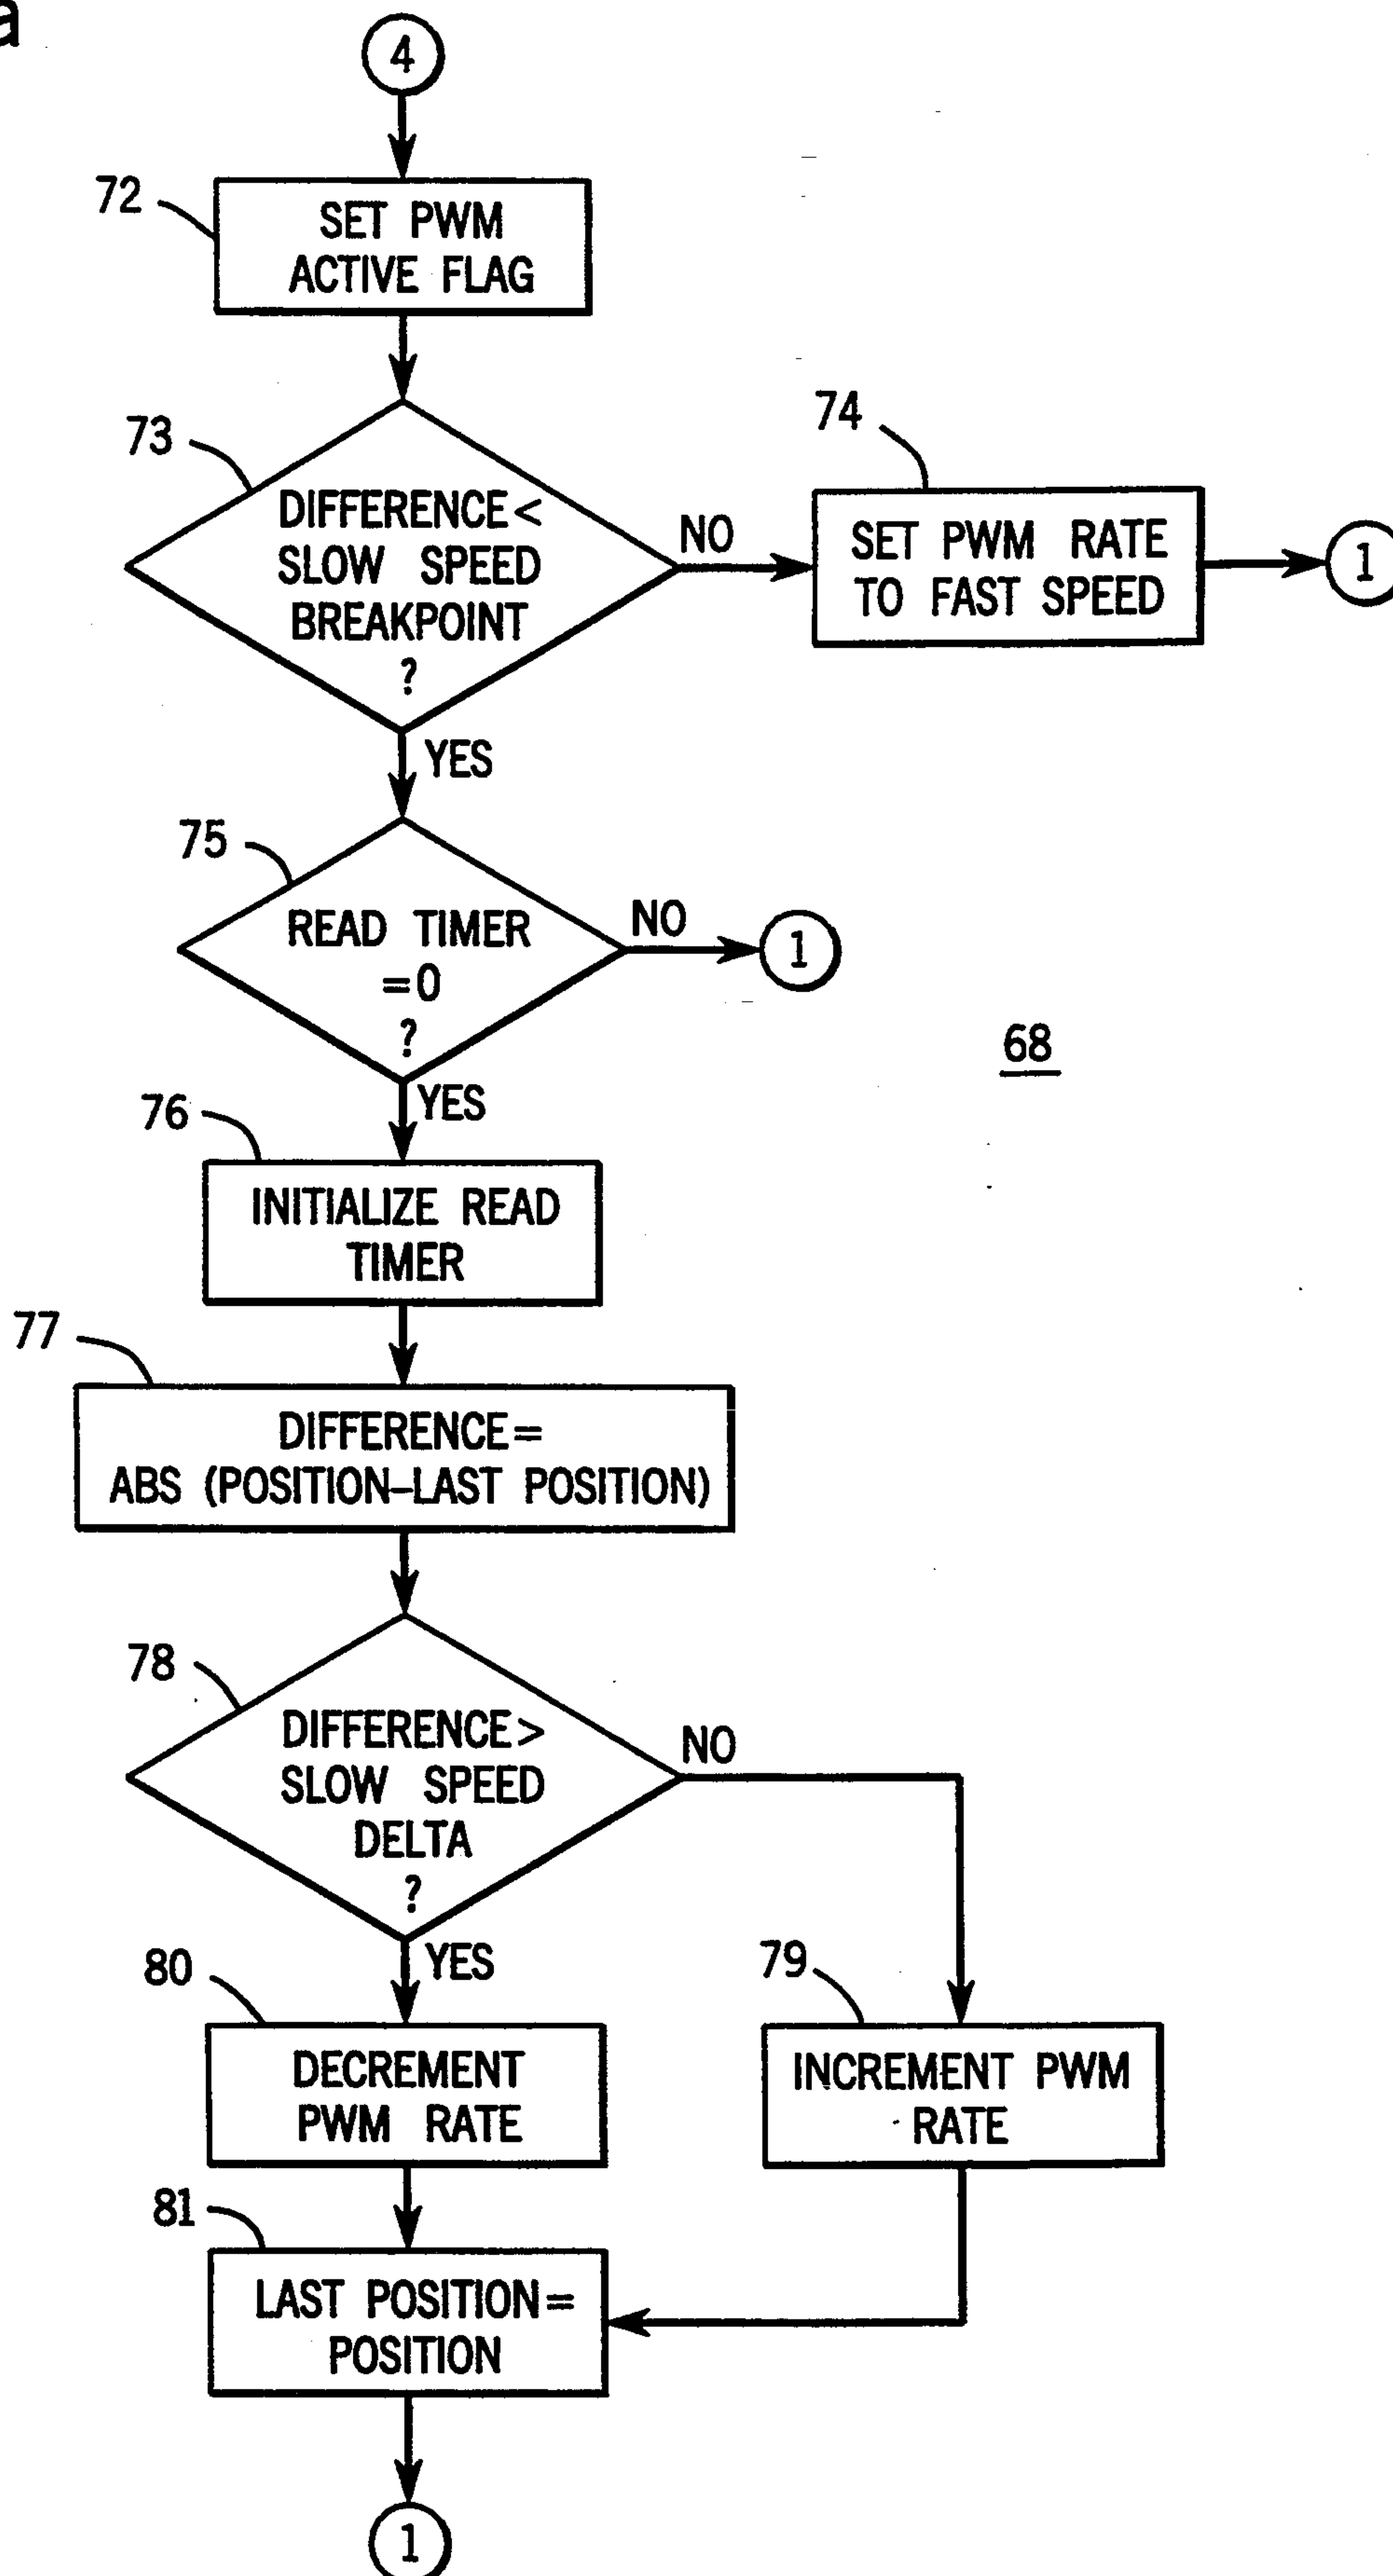 a
4
72
SET PWM
ACTIVE FLAG
73
DIFFERENCE<
SLOW SPEED
BREAKPOINT
?
NO
74
SET PWM RATE
TO FAST SPEED
1
YES
75
READ TIMER
=0
?
NO
1
68
YES
76
INITIALIZE READ
TIMER
77
DIFFERENCE=
ABS (POSITION–LAST POSITION)
78
DIFFERENCE>
SLOW SPEED
DELTA
?
NO
YES
80
DECREMENT
PWM RATE
79
INCREMENT PWM
RATE
81
LAST POSITION=
POSITION
1